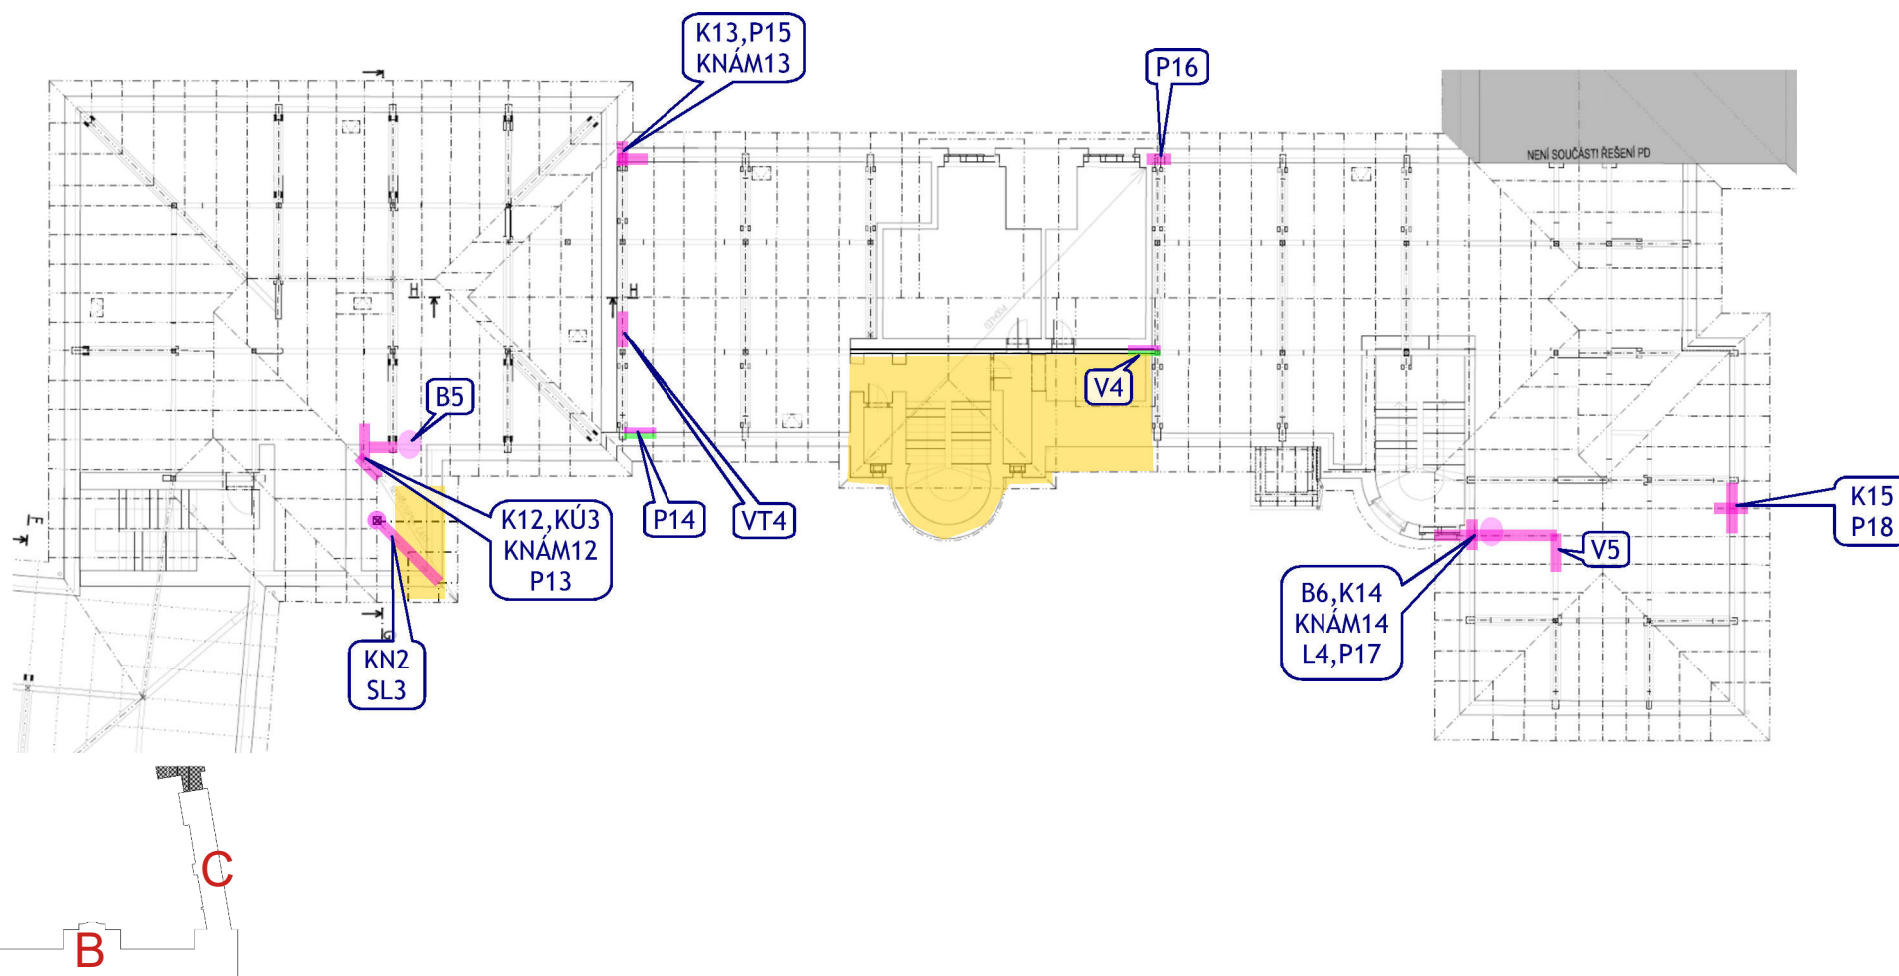 K13,P15
KNÁM13
P16
NENÍ SOUČÁSTI ŘEŠENÍ PD
H
H
B5
V4
K12,KÚ3
KNÁM12
P13
P14
VT4
K15
P18
V5
B6,K14
KNÁM14
L4,P17
F
G
KN2
SL3
C
B